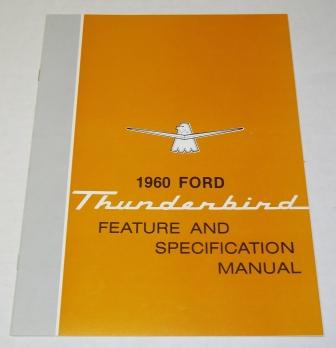 1960 FORD
Thunderbird
FEATURE AND
SPECIFICATION
MANUAL